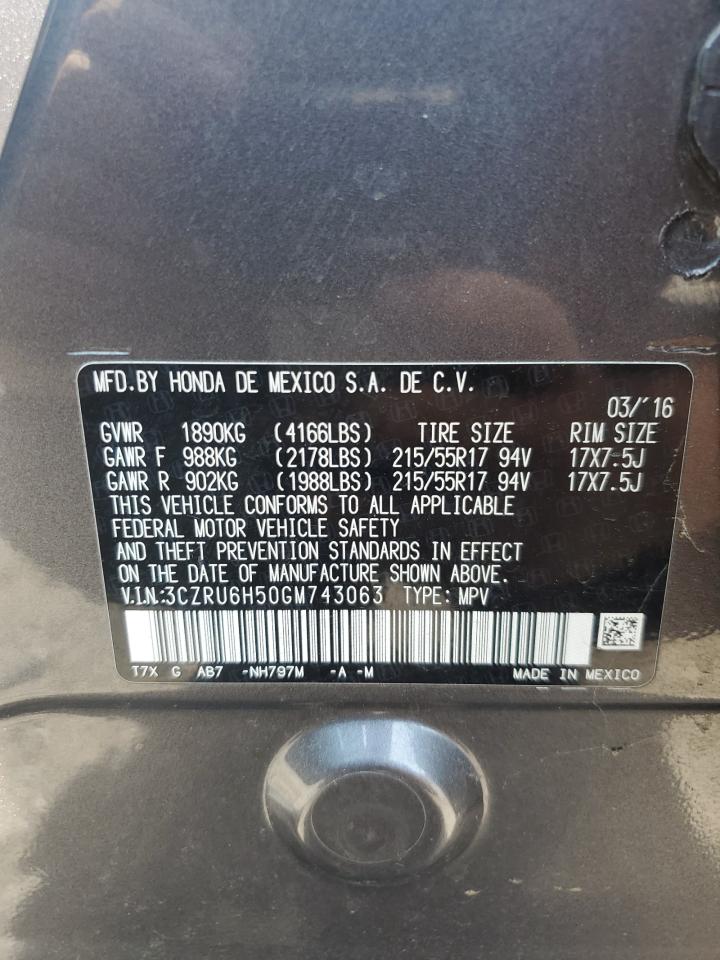 MFD.BY HONDA DE MEXICO S.A. DE C.V.
03/'16
GVWR 1890KG (4166LBS) TIRE SIZE RIM SIZE
GAWR F 988KG (2178LBS) 215/55R17 94V 17X7.5J
GAWR R 902KG (1988LBS) 215/55R17 94V 17X7.5J
THIS VEHICLE CONFORMS TO ALL APPLICABLE
FEDERAL MOTOR VEHICLE SAFETY
AND THEFT PREVENTION STANDARDS IN EFFECT
ON THE DATE OF MANUFACTURE SHOWN ABOVE.
V.I.N.:3CZRU6H50GM743063 TYPE: MPV
T7X G AB7 -NH797M -A -M MADE IN MEXICO